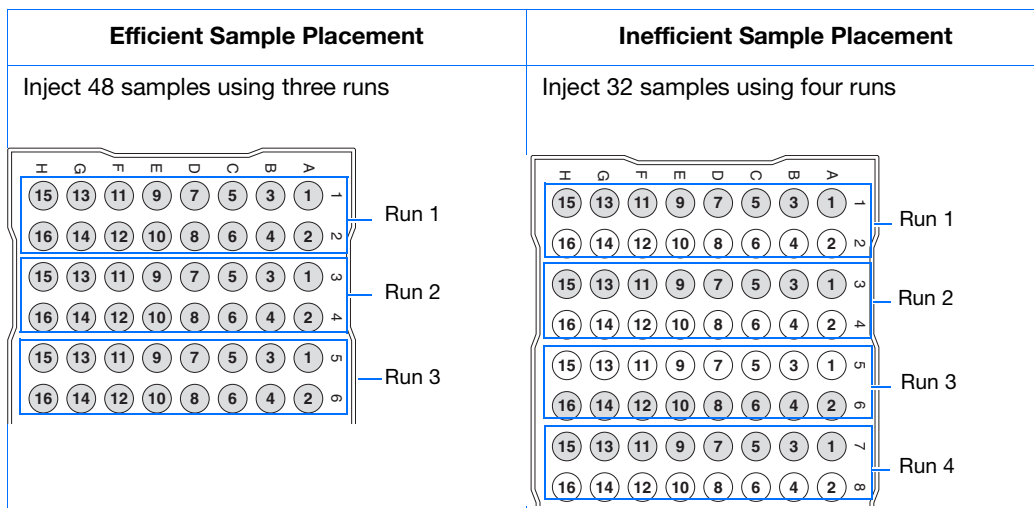 Efficient Sample Placement
Inject 48 samples using three runs
H G F E D C B A
15 13 11 9 7 5 3 1 1
16 14 12 10 8 6 4 2 2
Run 1
15 13 11 9 7 5 3 1 3
16 14 12 10 8 6 4 2 4
Run 2
15 13 11 9 7 5 3 1 5
16 14 12 10 8 6 4 2 6
Run 3
Inefficient Sample Placement
Inject 32 samples using four runs
H G F E D C B A
15 13 11 9 7 5 3 1 1
16 14 12 10 8 6 4 2 2
Run 1
15 13 11 9 7 5 3 1 3
16 14 12 10 8 6 4 2 4
Run 2
15 13 11 9 7 5 3 1 5
16 14 12 10 8 6 4 2 6
Run 3
15 13 11 9 7 5 3 1 7
16 14 12 10 8 6 4 2 8
Run 4